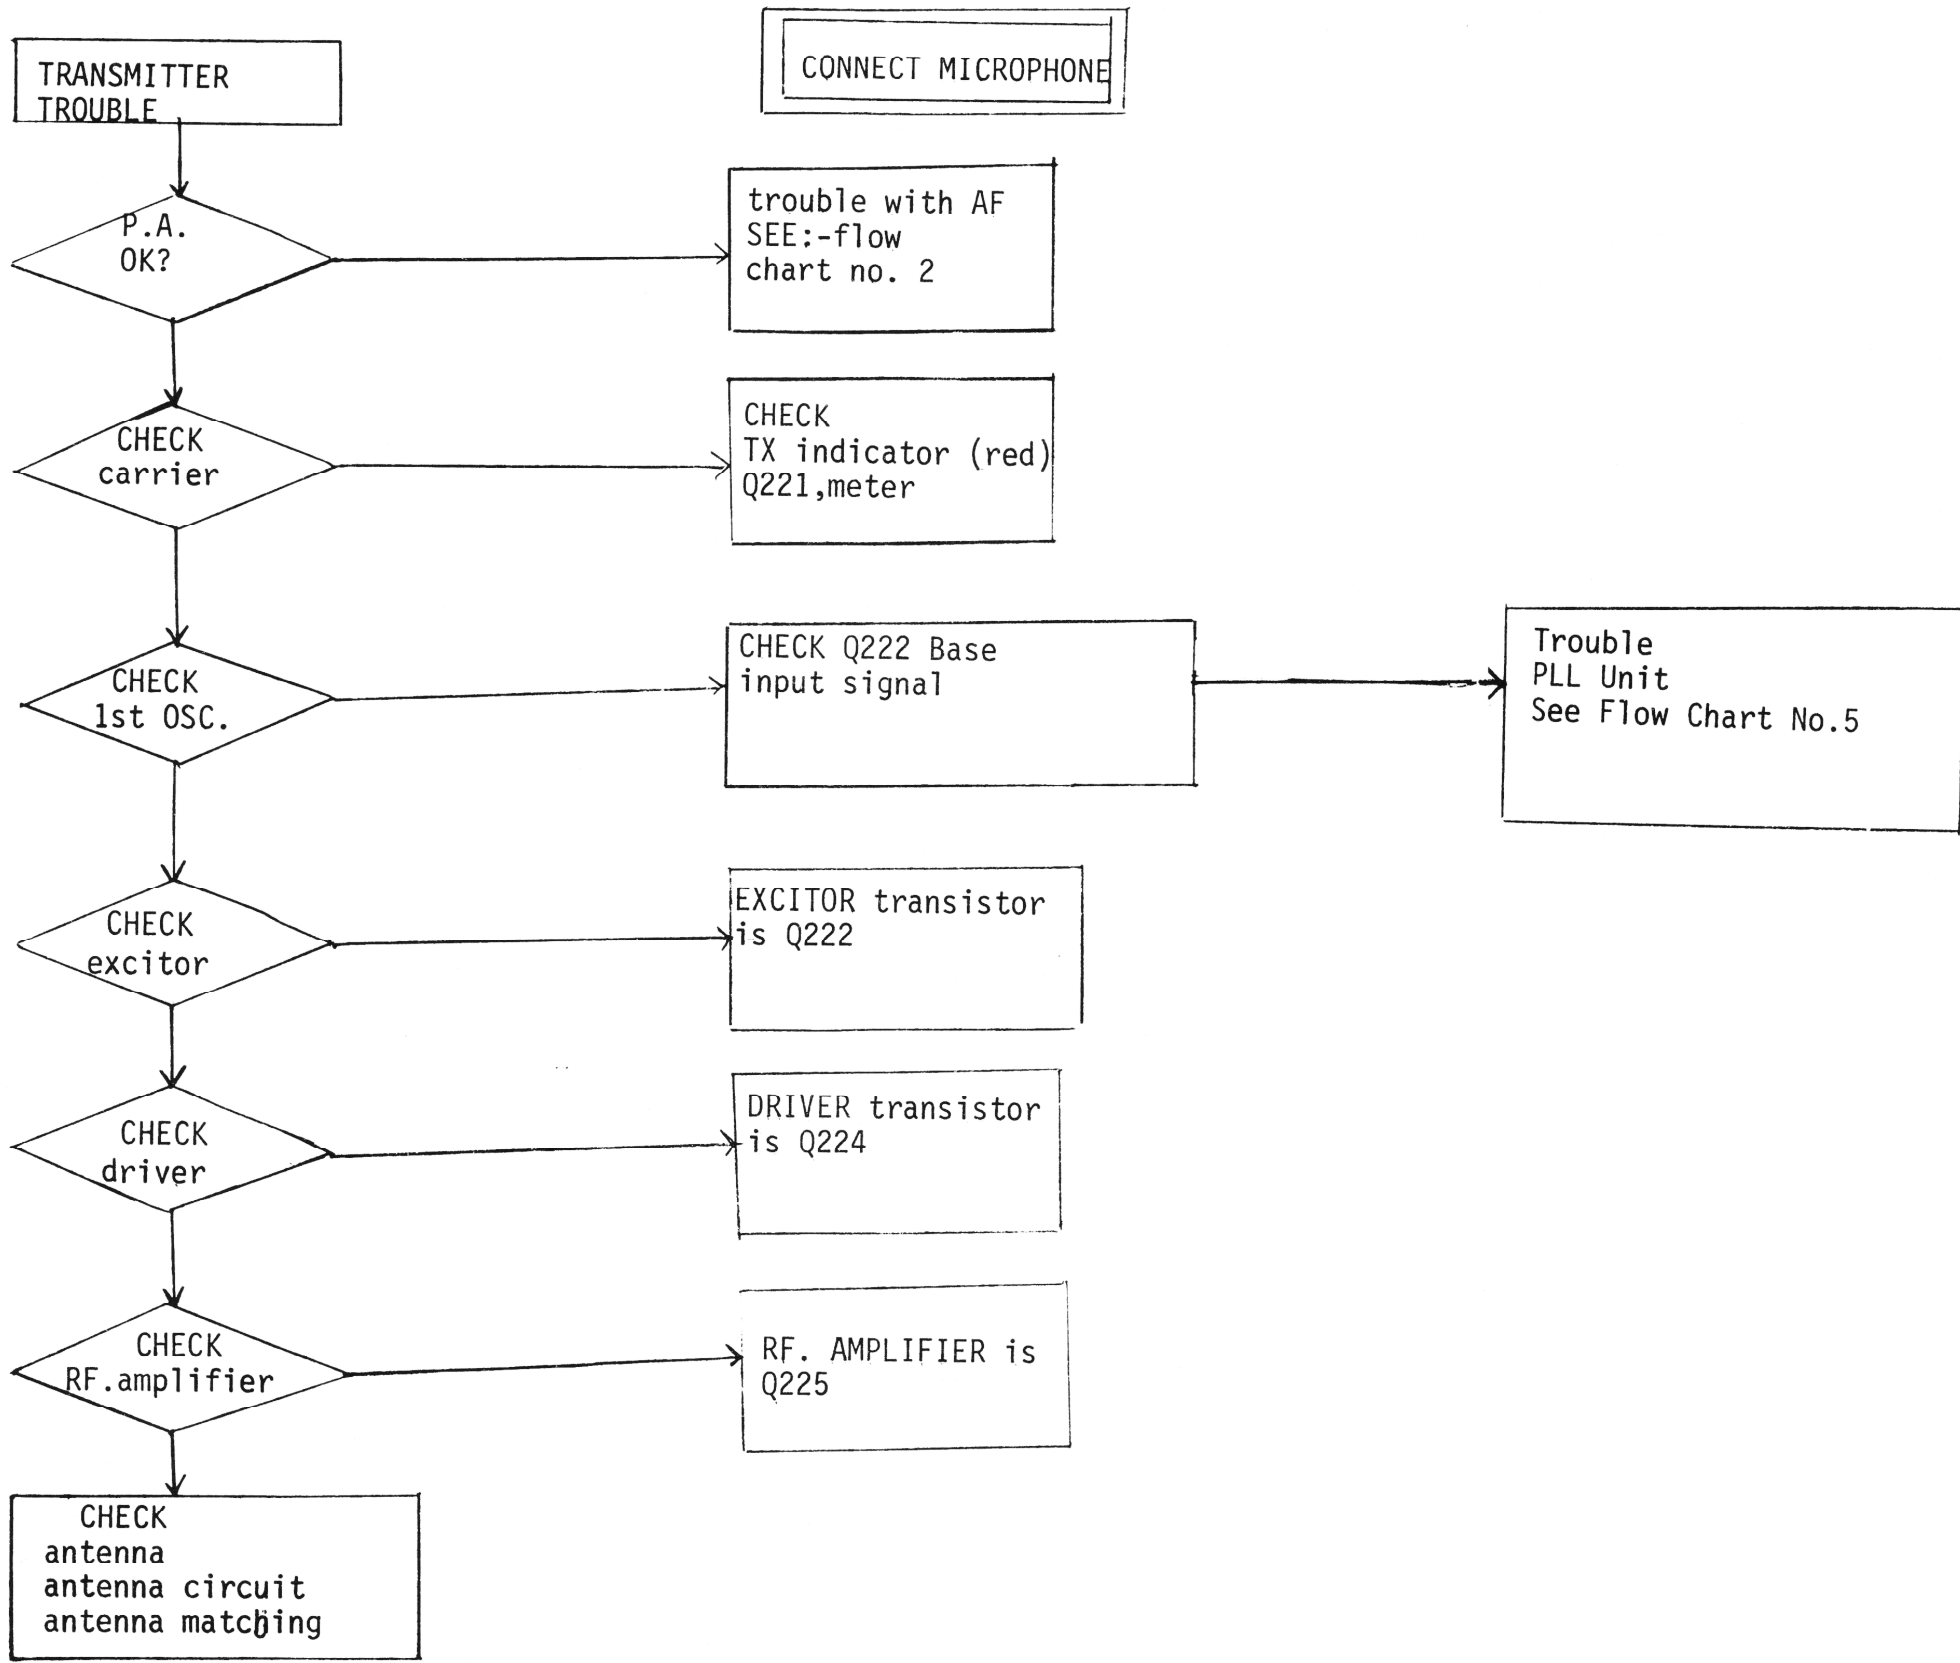 TRANSMITTER
TROUBLE
CONNECT MICROPHONE
P.A.
OK?
trouble with AF
SEE:-flow
chart no. 2
CHECK
carrier
CHECK
TX indicator (red)
Q221,meter
CHECK
1st OSC.
CHECK Q222 Base
input signal
Trouble
PLL Unit
See Flow Chart No.5
CHECK
excitor
EXCITOR transistor
is Q222
CHECK
driver
DRIVER transistor
is Q224
CHECK
RF.amplifier
RF. AMPLIFIER is
Q225
CHECK
antenna
antenna circuit
antenna matching